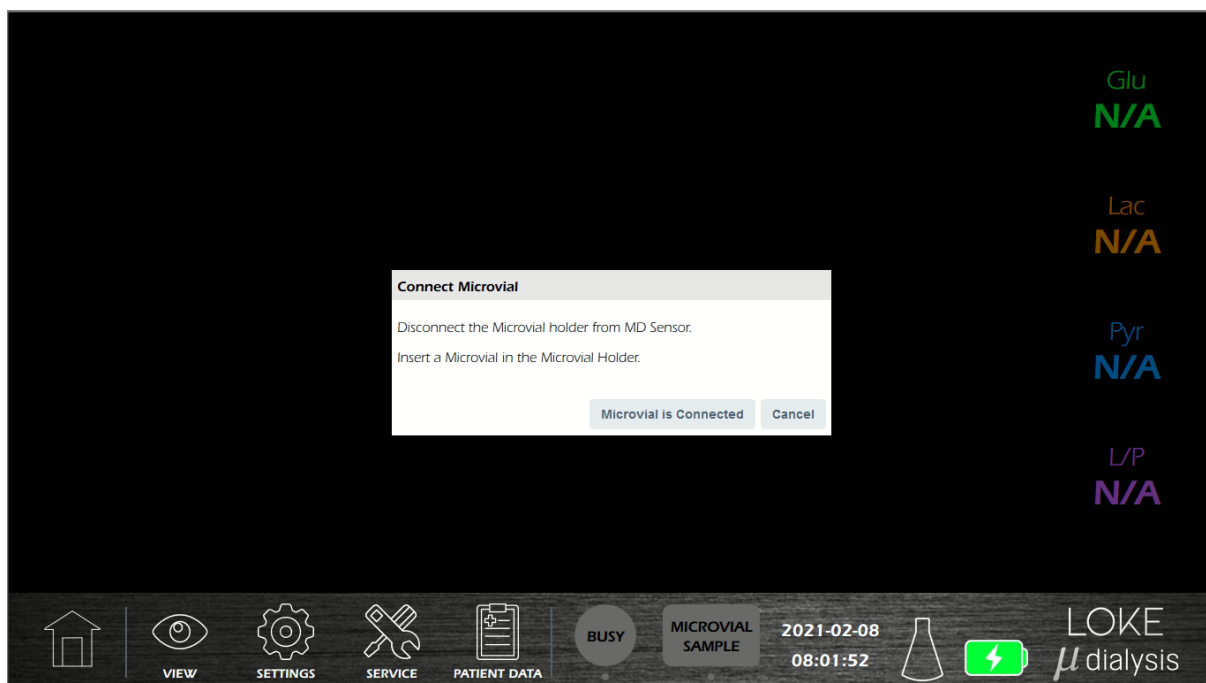 Glu
N/A
Lac
N/A
Connect Microvial
Disconnect the Microvial holder from MD Sensor.
Insert a Microvial in the Microvial Holder.
Microvial is Connected Cancel
Pyr
N/A
L/P
N/A
VIEW
SETTINGS
SERVICE
PATIENT DATA
BUSY
MICROVIAL
SAMPLE
2021-02-08
08:01:52
LOKE
μ dialysis